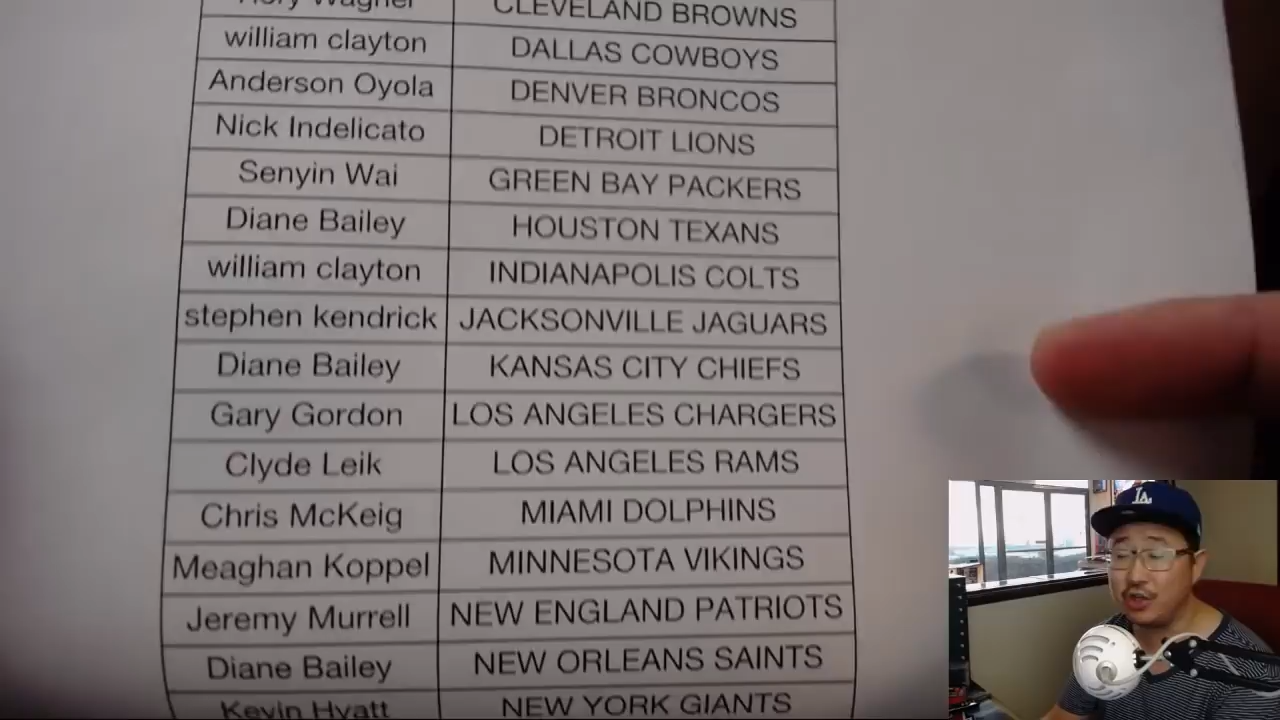 Rory Wagner CLEVELAND BROWNS
william clayton DALLAS COWBOYS
Anderson Oyola DENVER BRONCOS
Nick Indelicato DETROIT LIONS
Senyin Wai GREEN BAY PACKERS
Diane Bailey HOUSTON TEXANS
william clayton INDIANAPOLIS COLTS
stephen kendrick JACKSONVILLE JAGUARS
Diane Bailey KANSAS CITY CHIEFS
Gary Gordon LOS ANGELES CHARGERS
Clyde Leik LOS ANGELES RAMS
Chris McKeig MIAMI DOLPHINS
Meaghan Koppel MINNESOTA VIKINGS
Jeremy Murrell NEW ENGLAND PATRIOTS
Diane Bailey NEW ORLEANS SAINTS
Kevin Hyatt NEW YORK GIANTS
LA